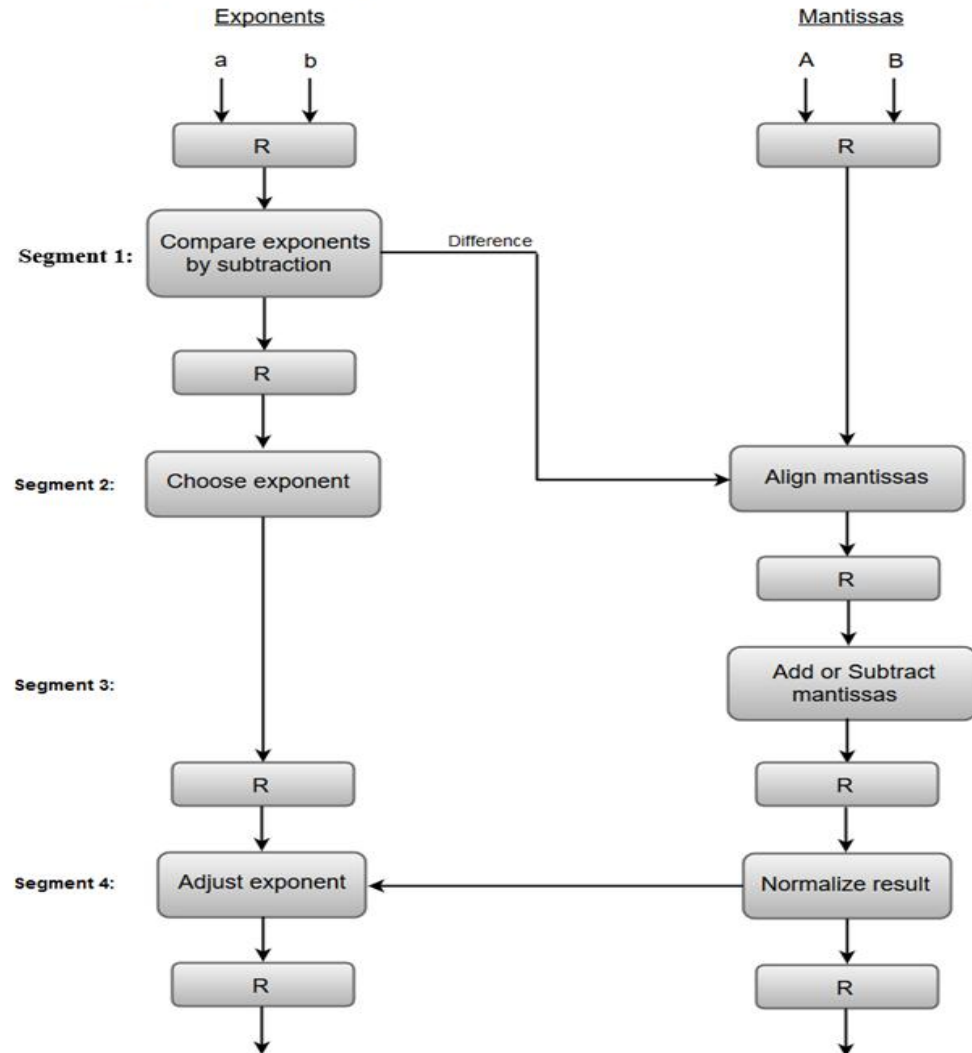 Exponents
Mantissas
a
b
A
B
R
R
Segment 1:
Compare exponents
by subtraction
Difference
R
Segment 2:
Choose exponent
Align mantissas
R
Segment 3:
Add or Subtract
mantissas
R
R
Segment 4:
Adjust exponent
Normalize result
R
R